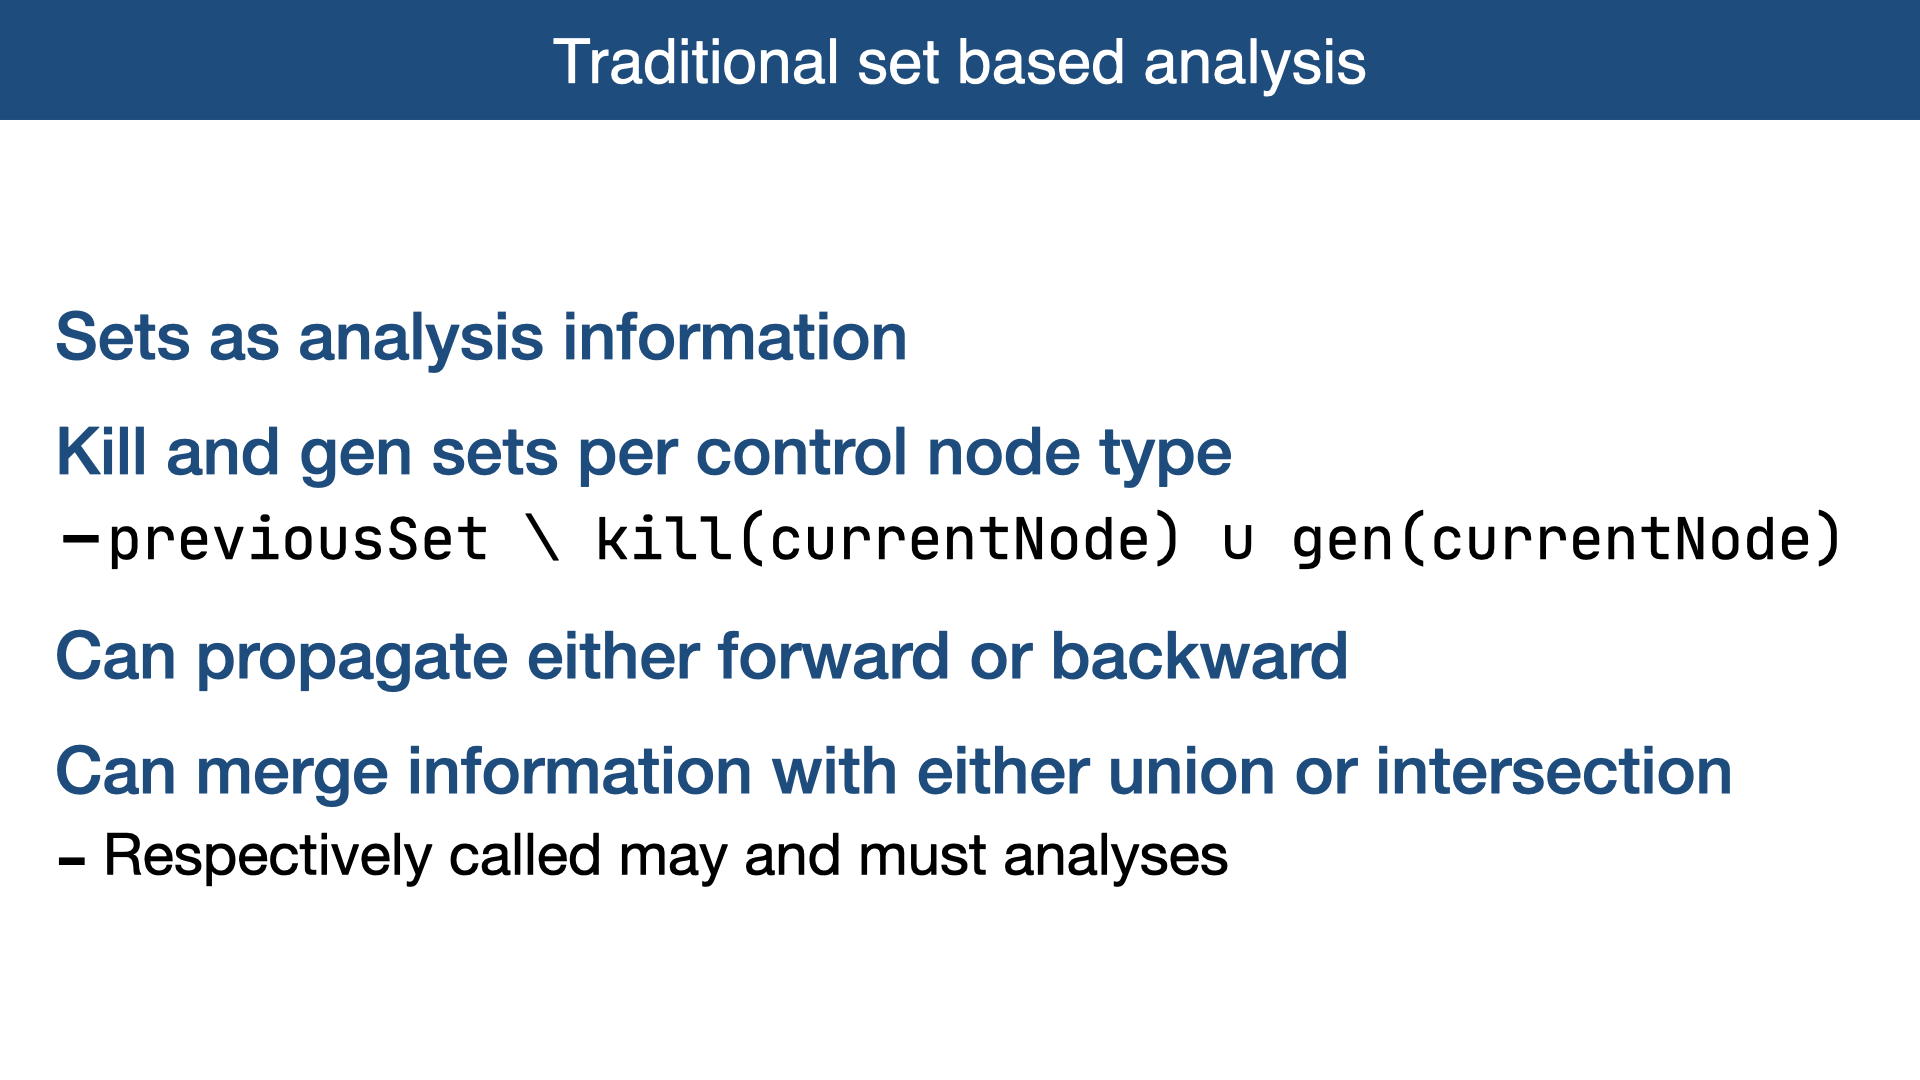 Traditional set based analysis
Sets as analysis information
Kill and gen sets per control node type
–previousSet \ kill(currentNode) ∪ gen(currentNode)
Can propagate either forward or backward
Can merge information with either union or intersection
– Respectively called may and must analyses